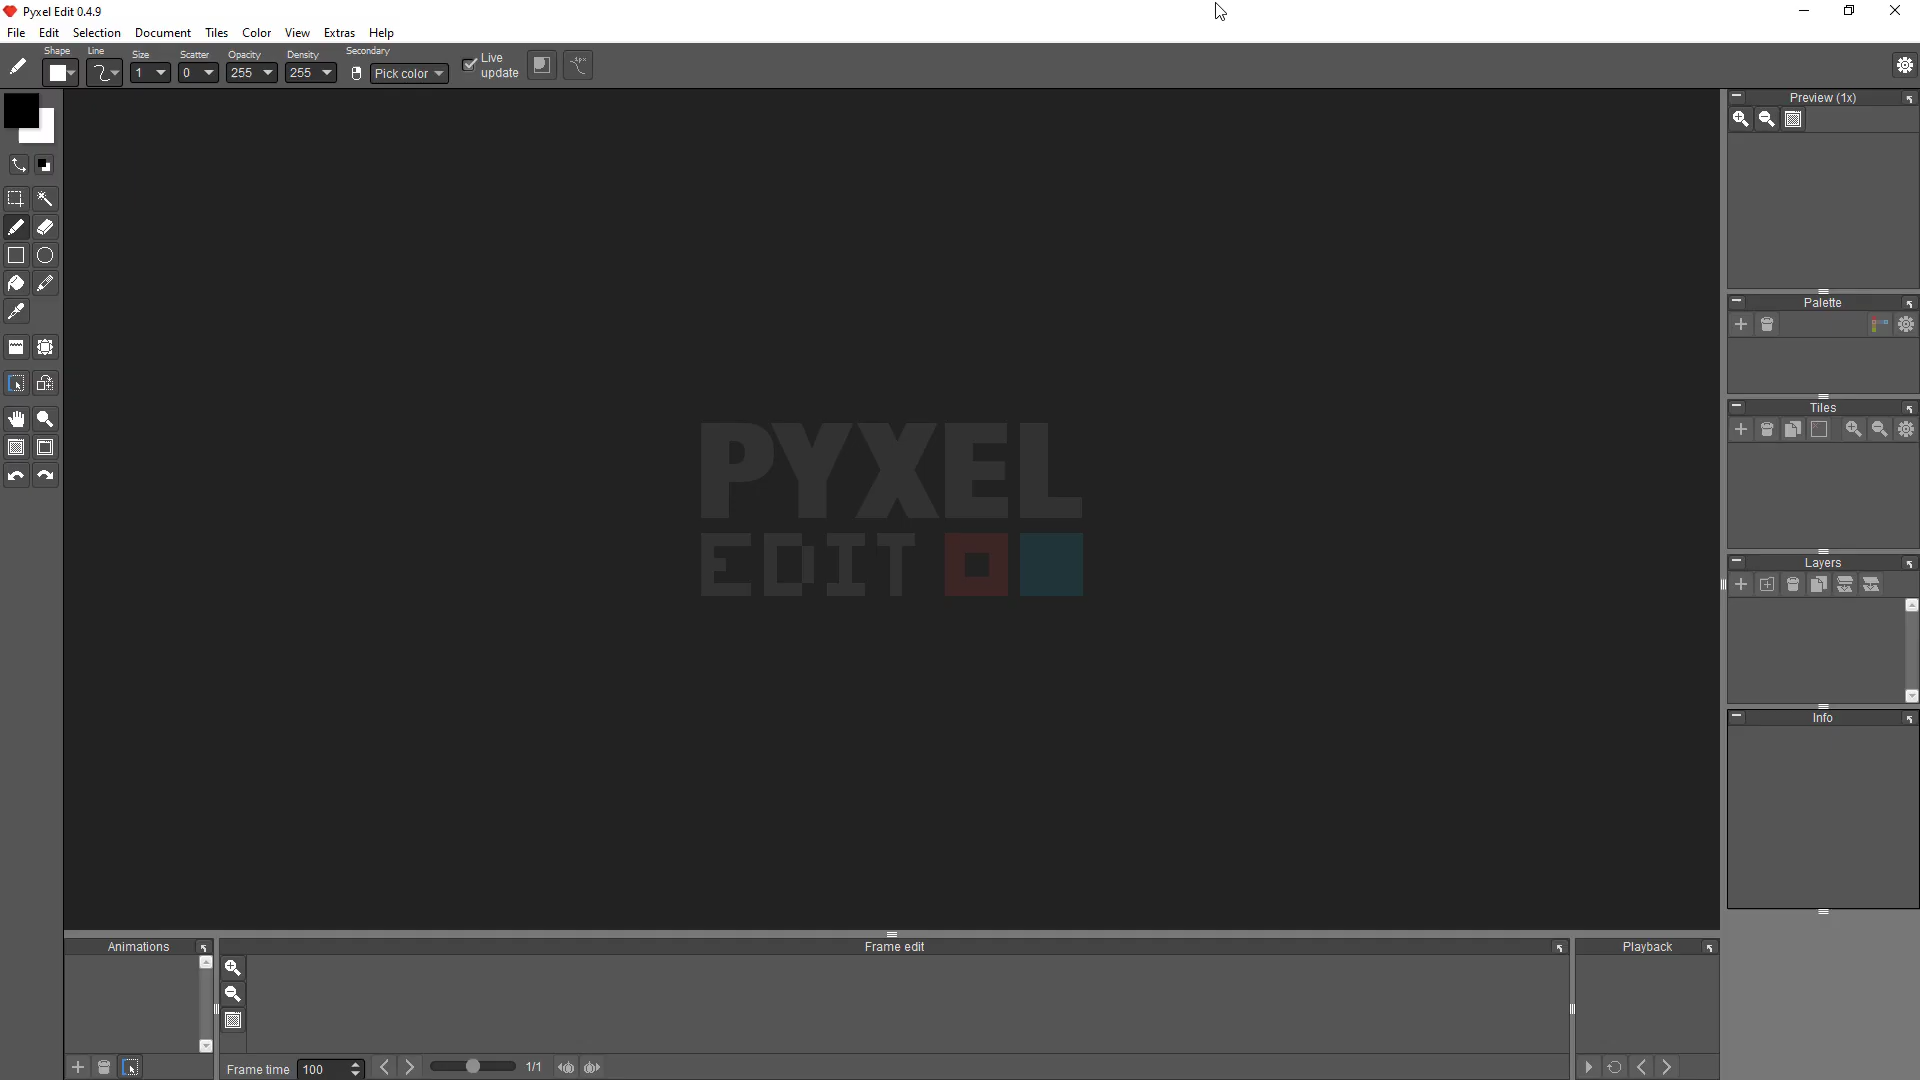 Pyxel Edit 0.4.9
File Edit Selection Document Tiles Color View Extras Help
Shape Line Size Scatter Opacity Density Secondary
1 0 255 255 Pick color Live update
Preview (1x)
Palette
Tiles
PYXEL
EDIT
Layers
Info
Animations Frame edit Playback
Frame time 100 1/1